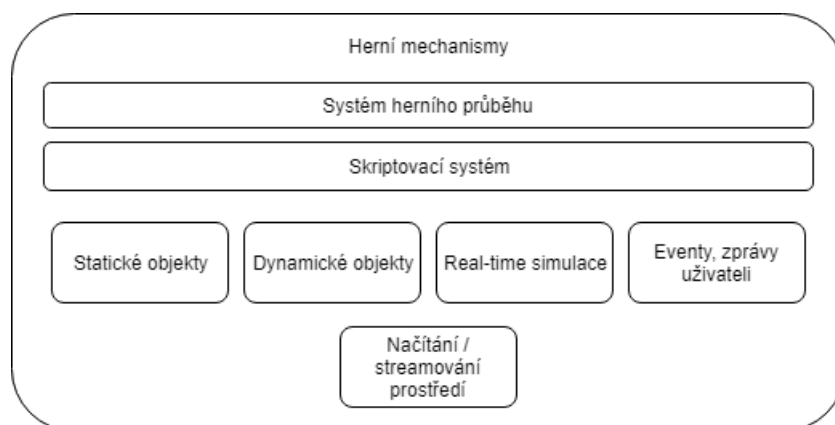 Herní mechanismy
Systém herního průběhu
Skriptovací systém
Statické objekty
Dynamické objekty
Real-time simulace
Eventy, zprávy
uživateli
Načítání /
streamování
prostředí